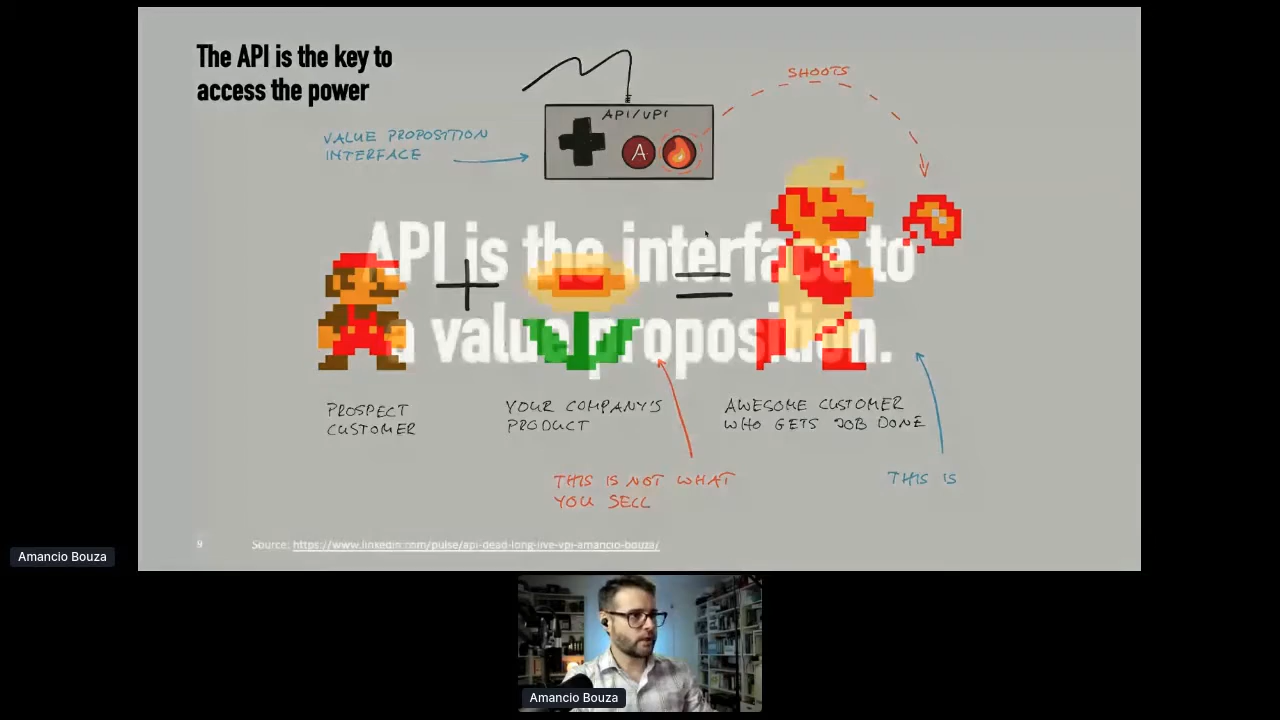 The API is the key to
access the power
SHOOTS
API/VPI
VALUE PROPOSITION
INTERFACE
A
API is the interface to
a value proposition.
PROSPECT
CUSTOMER
YOUR COMPANY'S
PRODUCT
AWESOME CUSTOMER
WHO GETS JOB DONE
THIS IS NOT WHAT
YOU SELL
THIS IS
9
Source: https://www.linkedin.com/pulse/api-dead-long-live-vpi-amancio-bouza/
Amancio Bouza
Amancio Bouza